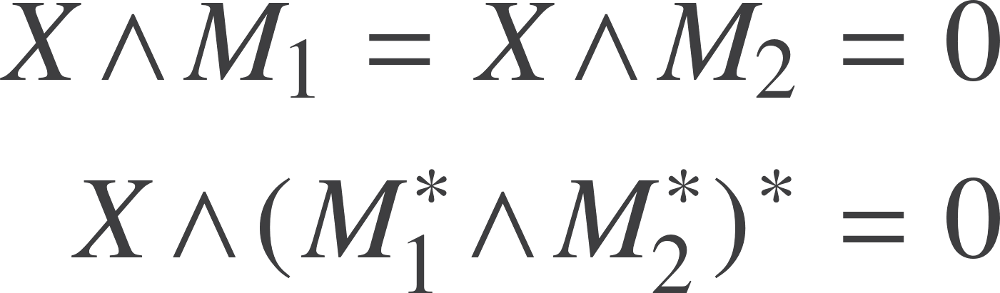 X ∧ M₁ = X ∧ M₂ = 0
X ∧ (M₁* ∧ M₂*)* = 0